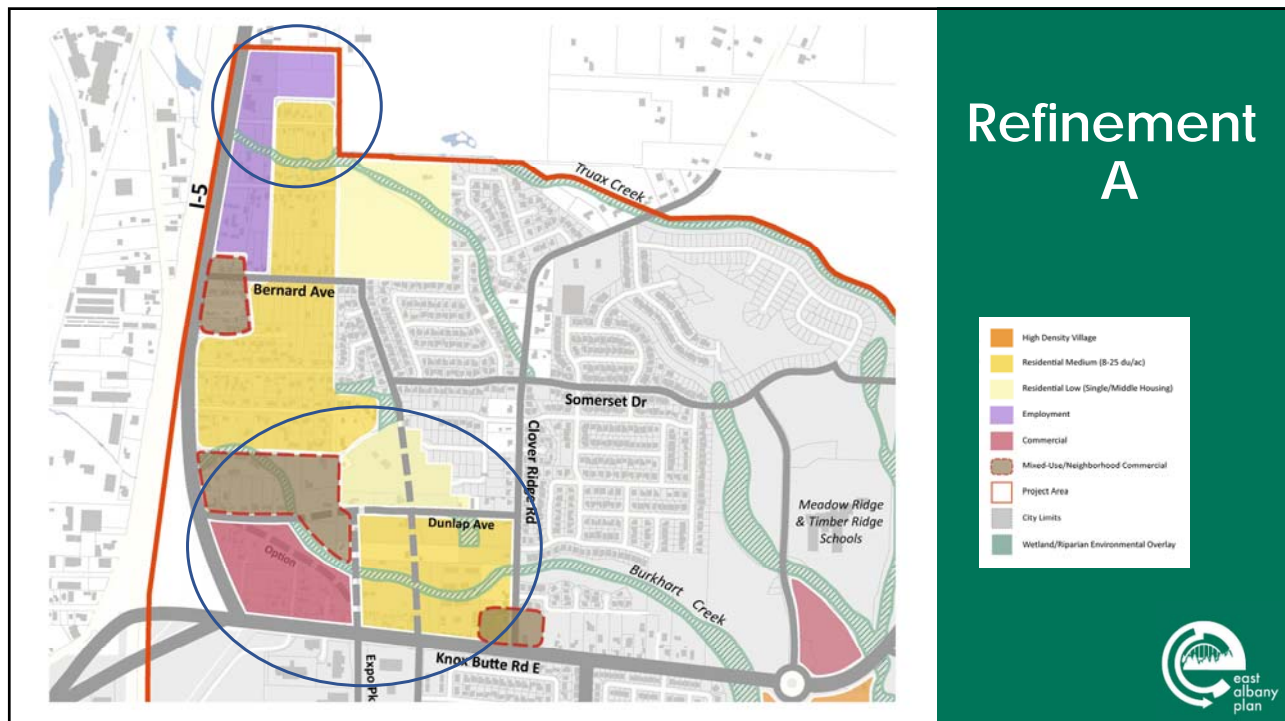 Refinement
A
I-5
Truax Creek
Bernard Ave
Somerset Dr
Clover Ridge Rd
Dunlap Ave
Option
Meadow Ridge
& Timber Ridge
Schools
Burkhart Creek
Knox Butte Rd E
Expo Pk
High Density Village
Residential Medium (8-25 du/ac)
Residential Low (Single/Middle Housing)
Employment
Commercial
Mixed-Use/Neighborhood Commercial
Project Area
City Limits
Wetland/Riparian Environmental Overlay
east
albany
plan